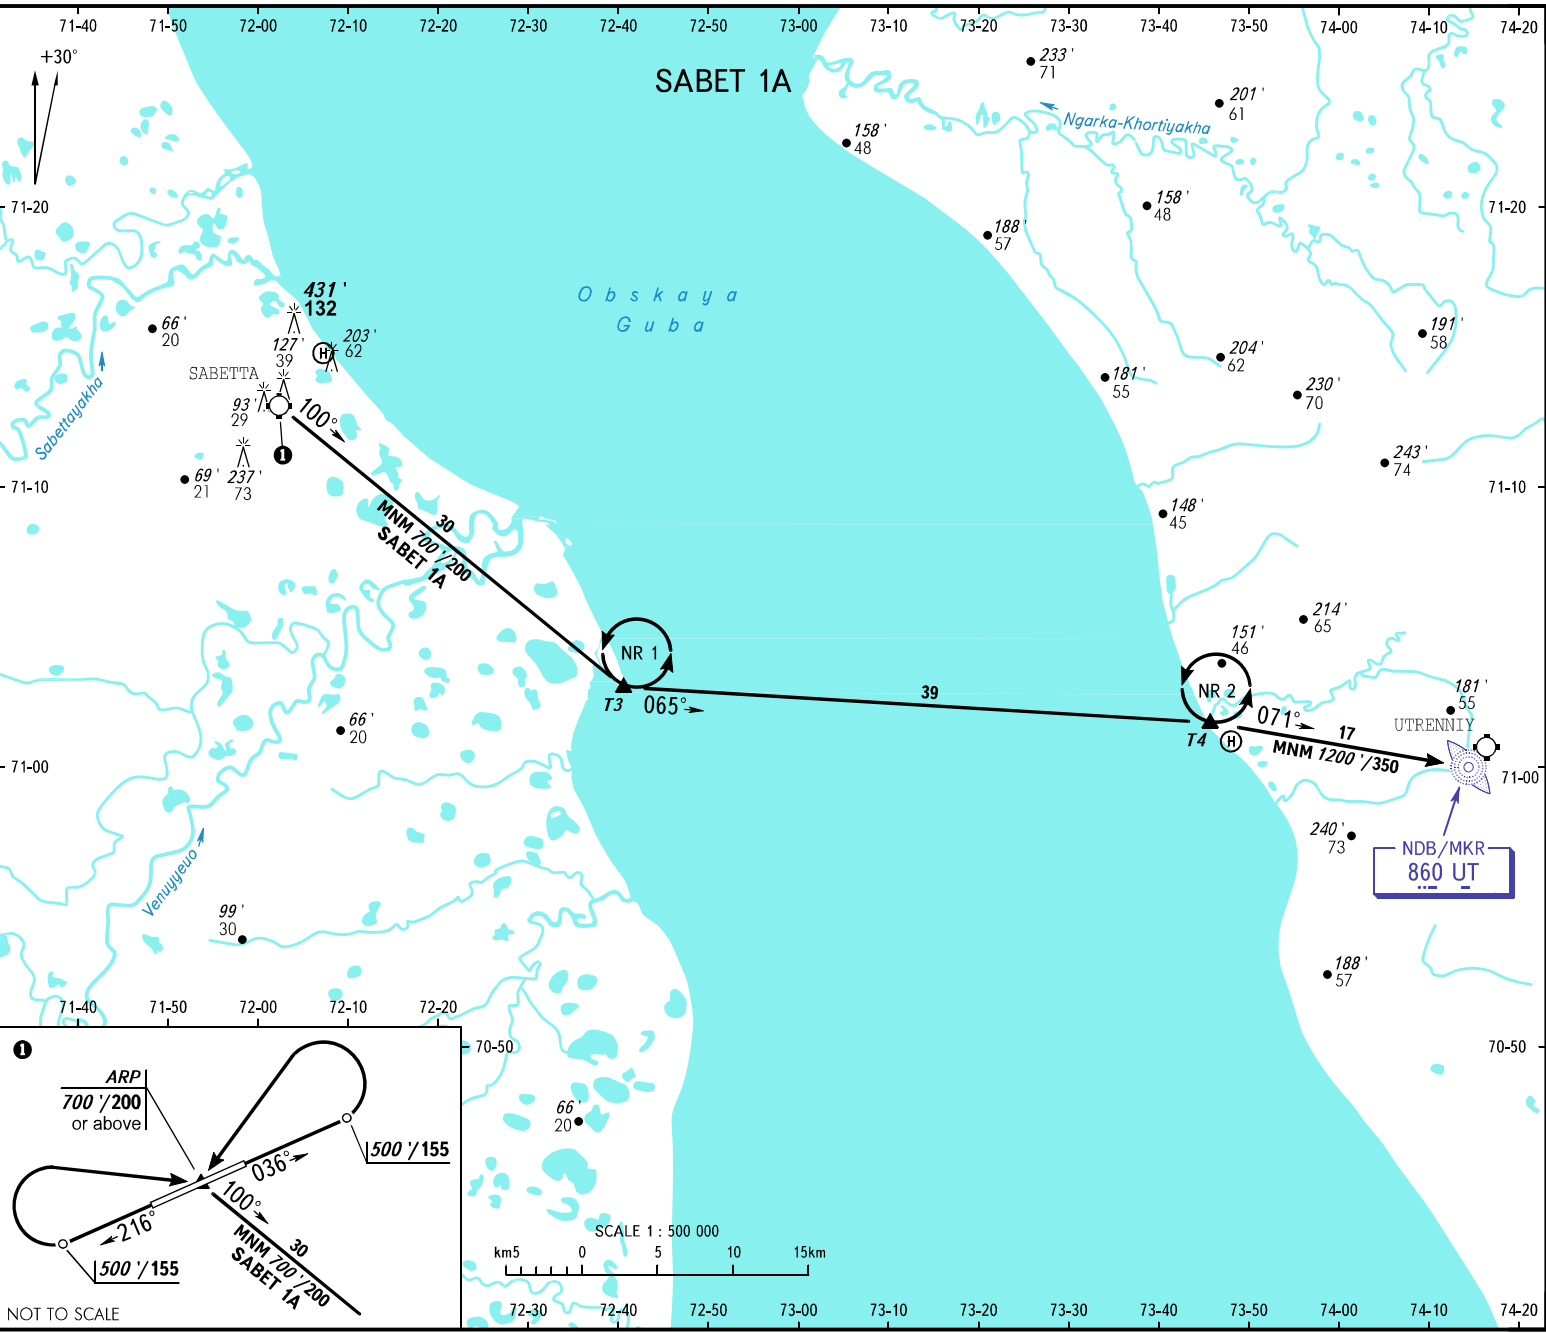 71-40 71-50 72-00 72-10 72-20 72-30 72-40 72-50 73-00 73-10 73-20 73-30 73-40 73-50 74-00 74-10 74-20
+30°
SABET 1A
233'
71
201'
61
Ngarka-Khortiyakha
158'
48
158'
48
71-20
71-20
188'
57
Obskaya
Guba
431'
132
66'
20
127'
39
H
203'
62
191'
58
204'
62
SABETTA
181'
55
230'
70
93'
29
100°
Sabettayakha
1
243'
74
69'
21
237'
73
71-10
71-10
148'
45
30
MNM 700'/200
SABET 1A
214'
65
151'
46
NR 1
NR 2
T3
065°
39
181'
55
071°
17
UTRENNIY
T4
H
MNM 1200'/350
66'
20
71-00
71-00
240'
73
NDB/MKR
860 UT
Venuyyeuo
99'
30
188'
57
71-40 71-50 72-00 72-10 72-20
70-50
70-50
1
ARP
700'/200
or above
500'/155
036°
100°
216°
30
MNM 700'/200
SABET 1A
500'/155
NOT TO SCALE
66'
20
SCALE 1 : 500 000
km5 0 5 10 15km
72-30 72-40 72-50 73-00 73-10 73-20 73-30 73-40 73-50 74-00 74-10 74-20